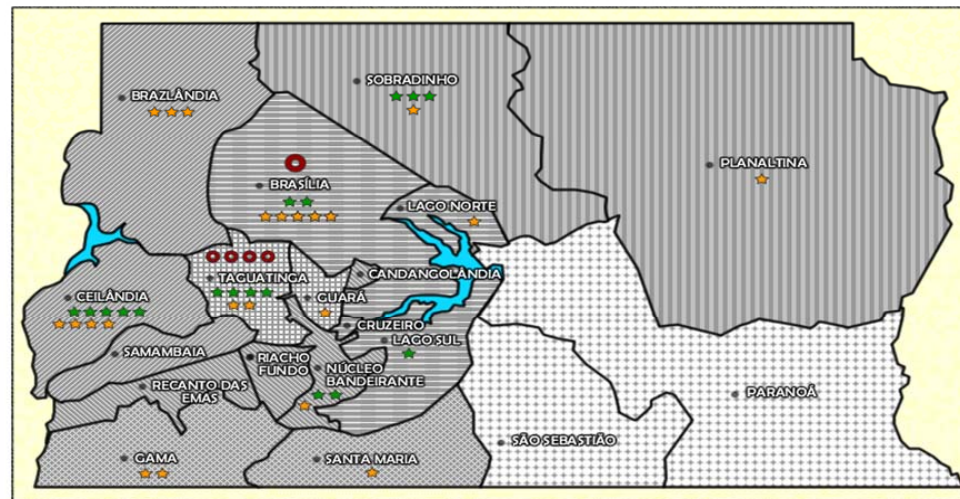 SOBRADINHO
BRAZLÂNDIA
PLANALTINA
BRASÍLIA
LAGO NORTE
TAGUATINGA
CANDANGOLÂNDIA
CEILÂNDIA
GUARÁ
CRUZEIRO
LAGO SUL
SAMAMBAIA
RIACHO
FUNDO
NÚCLEO
BANDEIRANTE
RECANTO DAS
EMAS
PARANOÁ
SÃO SEBASTIÃO
GAMA
SANTA MARIA